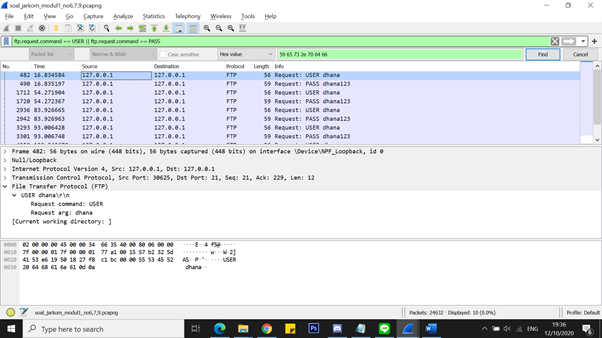 soal_jarkom_modul1_no6,7,9.pcapng
File Edit View Go Capture Analyze Statistics Telephony Wireless Tools Help
ftp.request.command == USER || ftp.request.command == PASS
Packet list Narrow & Wide Case sensitive Hex value 59 65 73 2e 70 64 66 Find Cancel
No. Time Source Destination Protocol Length Info
482 16.834584 127.0.0.1 127.0.0.1 FTP 56 Request: USER dhana
490 16.835197 127.0.0.1 127.0.0.1 FTP 59 Request: PASS dhana123
1712 54.271904 127.0.0.1 127.0.0.1 FTP 56 Request: USER dhana
1720 54.272367 127.0.0.1 127.0.0.1 FTP 59 Request: PASS dhana123
2936 83.926665 127.0.0.1 127.0.0.1 FTP 56 Request: USER dhana
2942 83.926963 127.0.0.1 127.0.0.1 FTP 59 Request: PASS dhana123
3293 93.006428 127.0.0.1 127.0.0.1 FTP 56 Request: USER dhana
3301 93.006748 127.0.0.1 127.0.0.1 FTP 59 Request: PASS dhana123
Frame 482: 56 bytes on wire (448 bits), 56 bytes captured (448 bits) on interface \Device\NPF_Loopback, id 0
Null/Loopback
Internet Protocol Version 4, Src: 127.0.0.1, Dst: 127.0.0.1
Transmission Control Protocol, Src Port: 30625, Dst Port: 21, Seq: 21, Ack: 229, Len: 12
File Transfer Protocol (FTP)
USER dhana\r\n
Request command: USER
Request arg: dhana
[Current working directory: ]
0000 02 00 00 00 45 00 00 34 66 35 40 00 80 06 00 00 ····E··4 f5@·····
0010 7f 00 00 01 7f 00 00 01 77 a1 00 15 57 b2 32 5d ········ w···W·2]
0020 41 53 e6 19 50 18 27 f8 c1 bc 00 00 55 53 45 52 AS··P·'· ····USER
0030 20 64 68 61 6e 61 0d 0a dhana··
soal_jarkom_modul1_no6,7,9.pcapng Packets: 24632 · Displayed: 10 (0.0%) Profile: Default
Type here to search ENG 19:36
12/10/2020